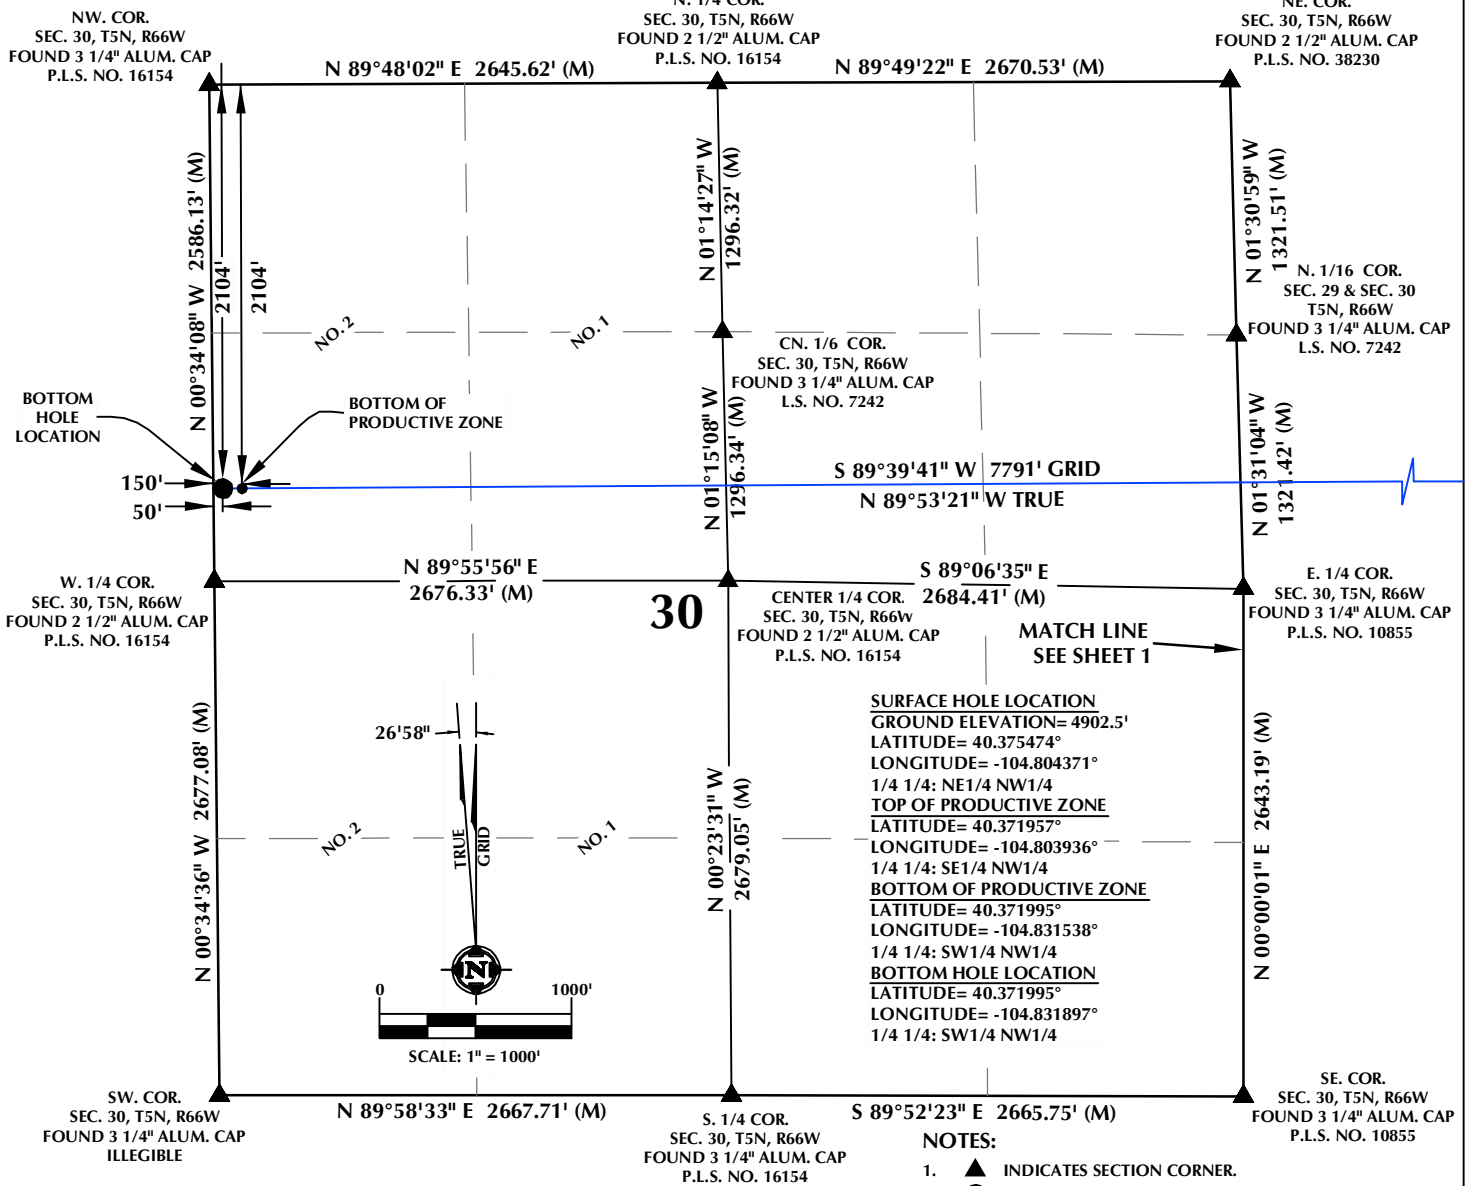 NW. COR.
SEC. 30, T5N, R66W
FOUND 3 1/4" ALUM. CAP
P.L.S. NO. 16154
N. 1/4 COR.
SEC. 30, T5N, R66W
FOUND 2 1/2" ALUM. CAP
P.L.S. NO. 16154
NE. COR.
SEC. 30, T5N, R66W
FOUND 2 1/2" ALUM. CAP
P.L.S. NO. 38230
N 89°48'02" E 2645.62' (M)
N 89°49'22" E 2670.53' (M)
N 00°34'08" W 2586.13' (M)
2104'
2104'
N 01°14'27" W
1296.32' (M)
N 01°30'59" W
1321.51' (M)
N. 1/16 COR.
SEC. 29 & SEC. 30
T5N, R66W
FOUND 3 1/4" ALUM. CAP
L.S. NO. 7242
NO.2
NO.1
CN. 1/6 COR.
SEC. 30, T5N, R66W
FOUND 3 1/4" ALUM. CAP
L.S. NO. 7242
BOTTOM
HOLE
LOCATION
BOTTOM OF
PRODUCTIVE ZONE
N 01°15'08" W
1296.34' (M)
N 01°31'04" W
1321.42' (M)
S 89°39'41" W 7791' GRID
N 89°53'21" W TRUE
150'
50'
W. 1/4 COR.
SEC. 30, T5N, R66W
FOUND 2 1/2" ALUM. CAP
P.L.S. NO. 16154
N 89°55'56" E
2676.33' (M)
30
S 89°06'35" E
2684.41' (M)
CENTER 1/4 COR.
SEC. 30, T5N, R66W
FOUND 2 1/2" ALUM. CAP
P.L.S. NO. 16154
E. 1/4 COR.
SEC. 30, T5N, R66W
FOUND 3 1/4" ALUM. CAP
P.L.S. NO. 10855
MATCH LINE
SEE SHEET 1
N 00°34'36" W 2677.08' (M)
26'58"
TRUE
GRID
N
N 00°23'31" W
2679.05' (M)
SURFACE HOLE LOCATION
GROUND ELEVATION= 4902.5'
LATITUDE= 40.375474°
LONGITUDE= -104.804371°
1/4 1/4: NE1/4 NW1/4
TOP OF PRODUCTIVE ZONE
LATITUDE= 40.371957°
LONGITUDE= -104.803936°
1/4 1/4: SE1/4 NW1/4
BOTTOM OF PRODUCTIVE ZONE
LATITUDE= 40.371995°
LONGITUDE= -104.831538°
1/4 1/4: SW1/4 NW1/4
BOTTOM HOLE LOCATION
LATITUDE= 40.371995°
LONGITUDE= -104.831897°
1/4 1/4: SW1/4 NW1/4
N 00°00'01" E 2643.19' (M)
NO.2
NO.1
0 1000'
SCALE: 1" = 1000'
SW. COR.
SEC. 30, T5N, R66W
FOUND 3 1/4" ALUM. CAP
ILLEGIBLE
N 89°58'33" E 2667.71' (M)
S. 1/4 COR.
SEC. 30, T5N, R66W
FOUND 3 1/4" ALUM. CAP
P.L.S. NO. 16154
S 89°52'23" E 2665.75' (M)
SE. COR.
SEC. 30, T5N, R66W
FOUND 3 1/4" ALUM. CAP
P.L.S. NO. 10855
NOTES:
1. INDICATES SECTION CORNER.